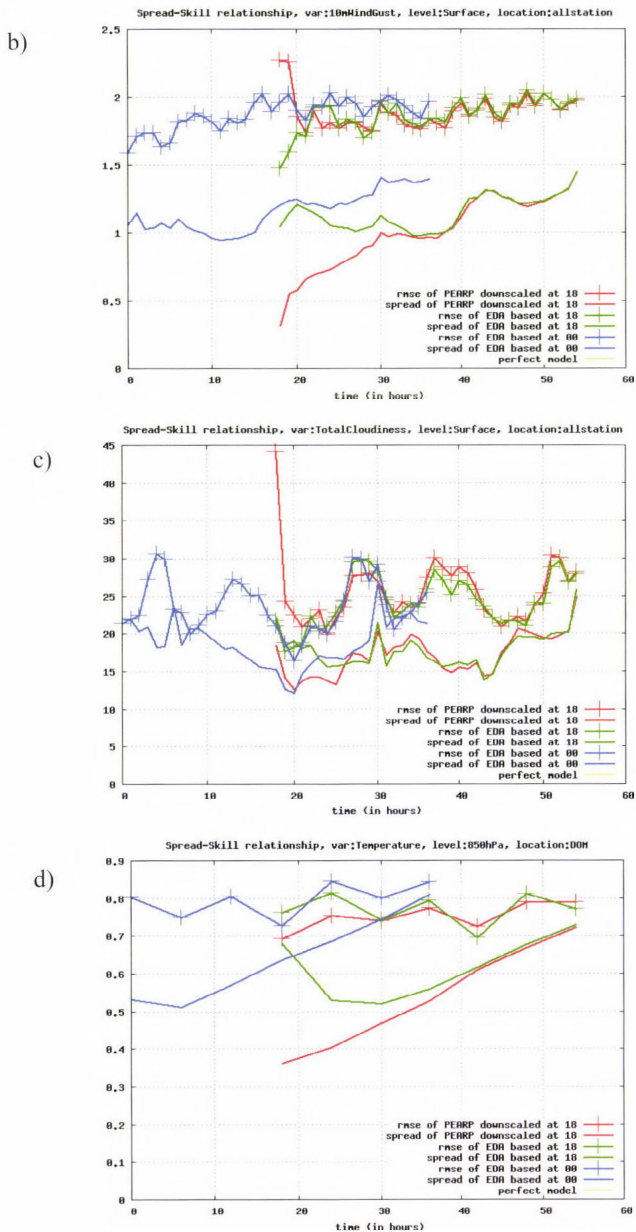 b)
Spread-Skill relationship, var:10mWindGust, level:Surface, location:allstation
2.5
2
1.5
1
0.5
0
rmse of PEARP downscaled at 18
spread of PEARP downscaled at 18
rmse of EDA based at 18
spread of EDA based at 18
rmse of EDA based at 00
spread of EDA based at 00
perfect model
0 10 20 30 40 50 60
time (in hours)
c)
Spread-Skill relationship, var:TotalCloudiness, level:Surface, location:allstation
45
40
35
30
25
20
15
10
5
0
rmse of PEARP downscaled at 18
spread of PEARP downscaled at 18
rmse of EDA based at 18
spread of EDA based at 18
rmse of EDA based at 00
spread of EDA based at 00
perfect model
0 10 20 30 40 50 60
time (in hours)
d)
Spread-Skill relationship, var:Temperature, level:850hPa, location:DOM
0.9
0.8
0.7
0.6
0.5
0.4
0.3
0.2
0.1
0
rmse of PEARP downscaled at 18
spread of PEARP downscaled at 18
rmse of EDA based at 18
spread of EDA based at 18
rmse of EDA based at 00
spread of EDA based at 00
perfect model
0 10 20 30 40 50 60
time (in hours)